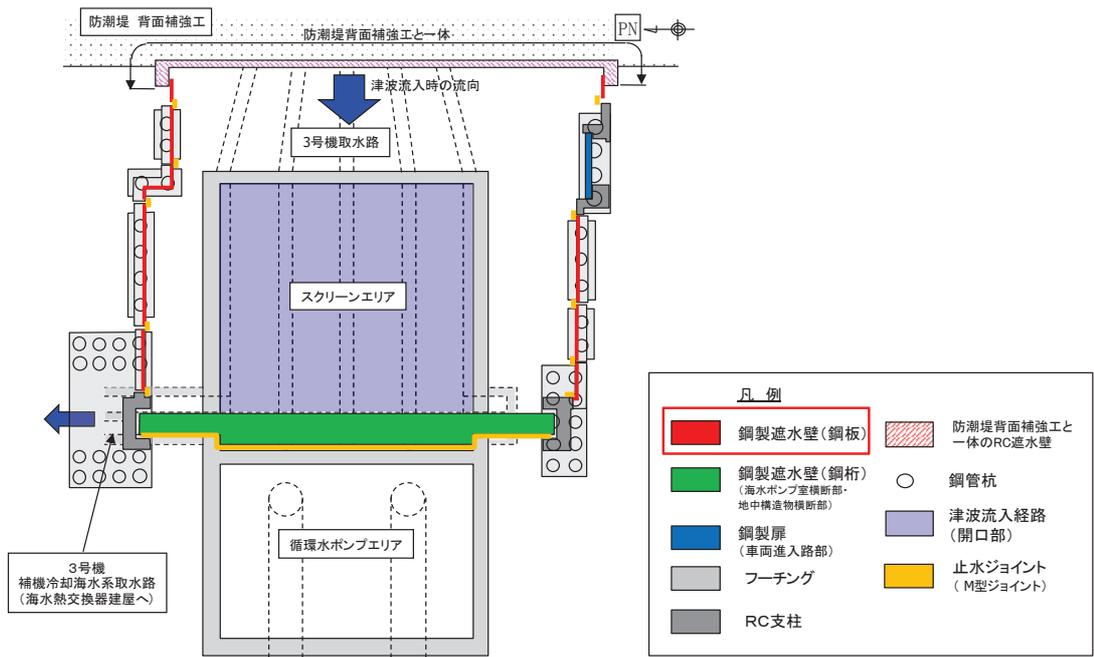 防潮堤 背面補強工
防潮堤背面補強工と一体
PN
津波流入時の流向
3号機取水路
スクリーンエリア
循環水ポンプエリア
3号機
補機冷却海水系取水路
(海水熱交換器建屋へ)
凡 例
鋼製遮水壁(鋼板)
鋼製遮水壁(鋼桁)
(海水ポンプ室横断部・
地中構造物横断部)
鋼製扉
(車両進入路部)
フーチング
RC支柱
防潮堤背面補強工と
一体のRC遮水壁
鋼管杭
津波流入経路
(開口部)
止水ジョイント
( M型ジョイント)